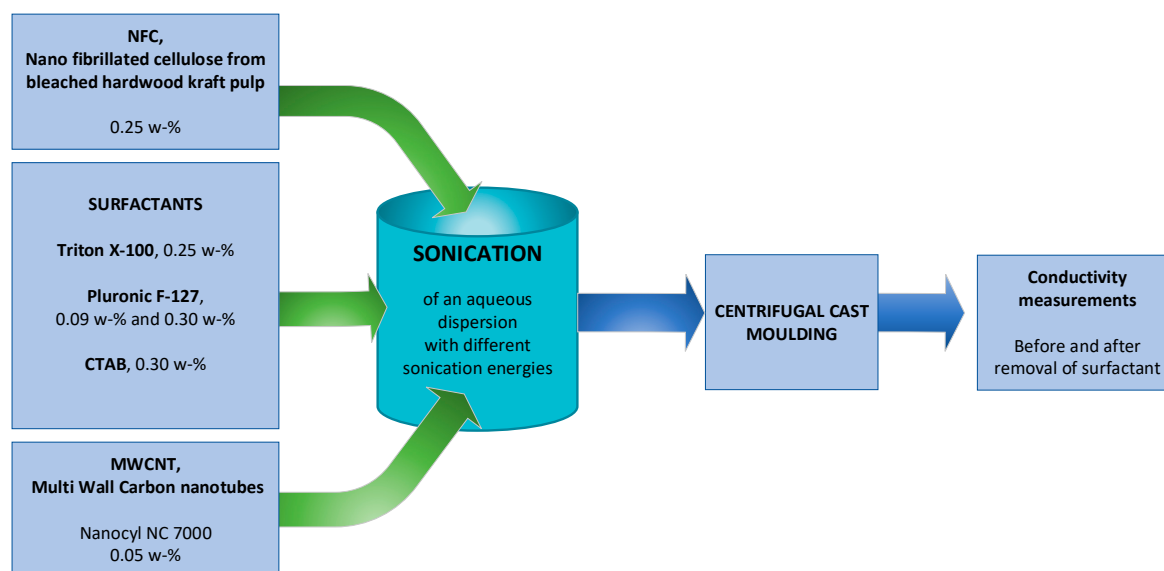 NFC,
Nano fibrillated cellulose from
bleached hardwood kraft pulp
0.25 w-%
SURFACTANTS
Triton X-100, 0.25 w-%
Pluronic F-127,
0.09 w-% and 0.30 w-%
CTAB, 0.30 w-%
MWCNT,
Multi Wall Carbon nanotubes
Nanocyl NC 7000
0.05 w-%
SONICATION
of an aqueous
dispersion
with different
sonication energies
CENTRIFUGAL CAST
MOULDING
Conductivity
measurements
Before and after
removal of surfactant